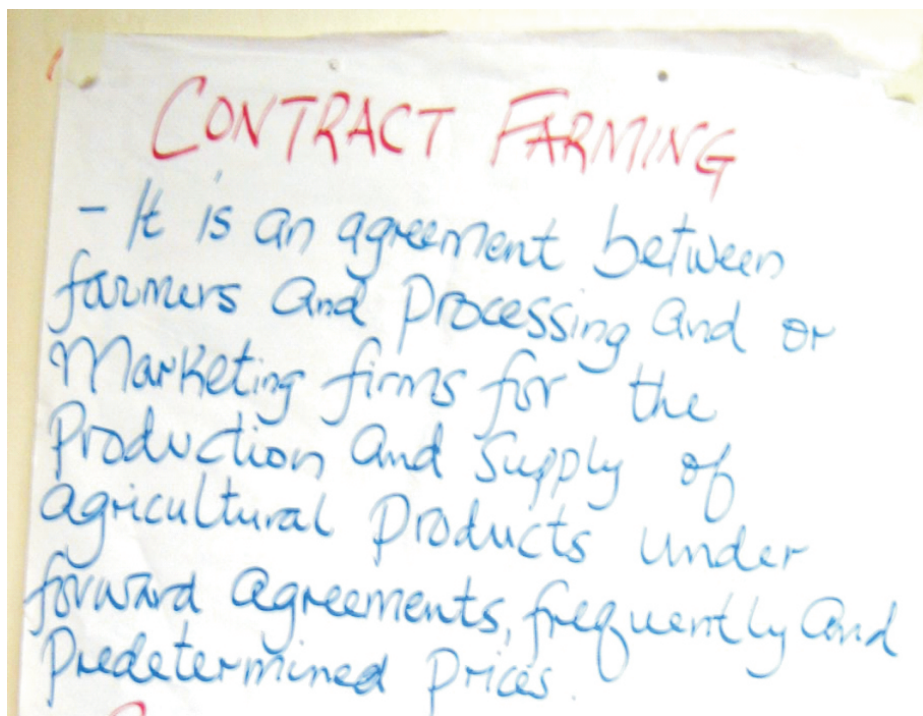 CONTRACT FARMING
- It is an agreement between
farmers and Processing and or
Marketing firms for the
Production and Supply of
agricultural Products under
forward agreements, frequently and
Predetermined Prices.